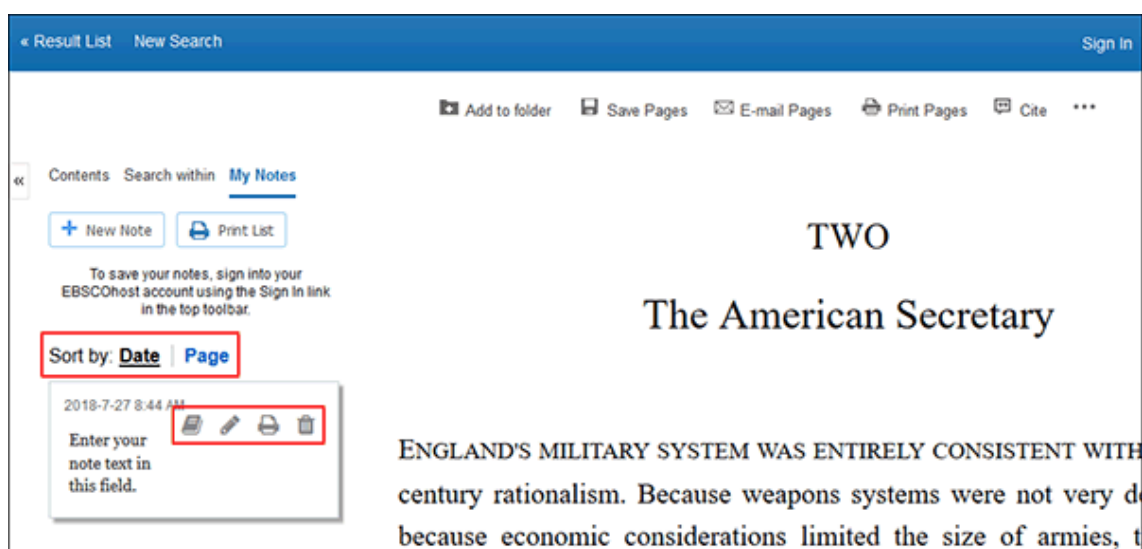 « Result List New Search Sign In
Add to folder Save Pages E-mail Pages Print Pages Cite •••
«
Contents Search within My Notes
+ New Note Print List
To save your notes, sign into your
EBSCOhost account using the Sign In link
in the top toolbar.
Sort by: Date | Page
2018-7-27 8:44 AM
Enter your
note text in
this field.
TWO
The American Secretary
ENGLAND'S MILITARY SYSTEM WAS ENTIRELY CONSISTENT WITH
century rationalism. Because weapons systems were not very
because economic considerations limited the size of armies,